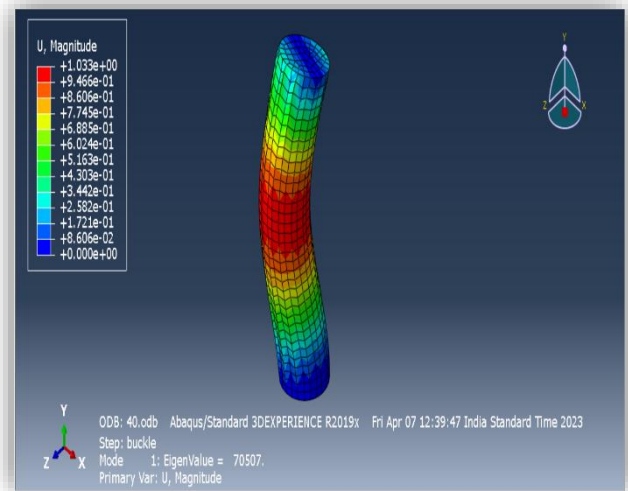 U, Magnitude
+1.033e+00
+9.466e-01
+8.606e-01
+7.745e-01
+6.885e-01
+6.024e-01
+5.163e-01
+4.303e-01
+3.442e-01
+2.582e-01
+1.721e-01
+8.606e-02
+0.000e+00
Y
Z X
Y
Z X
ODB: 40.odb Abaqus/Standard 3DEXPERIENCE R2019x Fri Apr 07 12:39:47 India Standard Time 2023
Step: buckle
Mode 1: EigenValue = 70507.
Primary Var: U, Magnitude